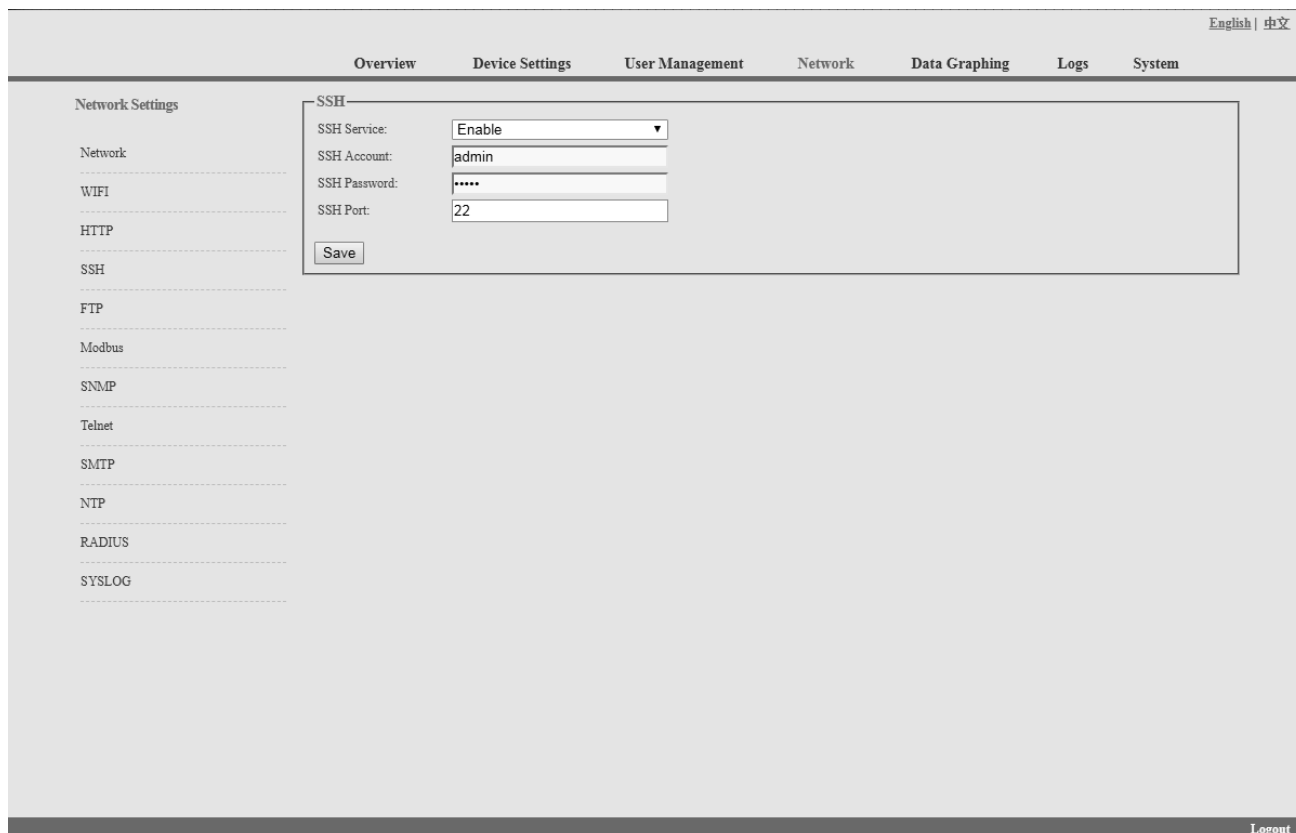 English | 中文
Overview Device Settings User Management Network Data Graphing Logs System
Network Settings
Network
WIFI
HTTP
SSH
FTP
Modbus
SNMP
Telnet
SMTP
NTP
RADIUS
SYSLOG
SSH
SSH Service: Enable
SSH Account: admin
SSH Password: •••••
SSH Port: 22
Save
Logout